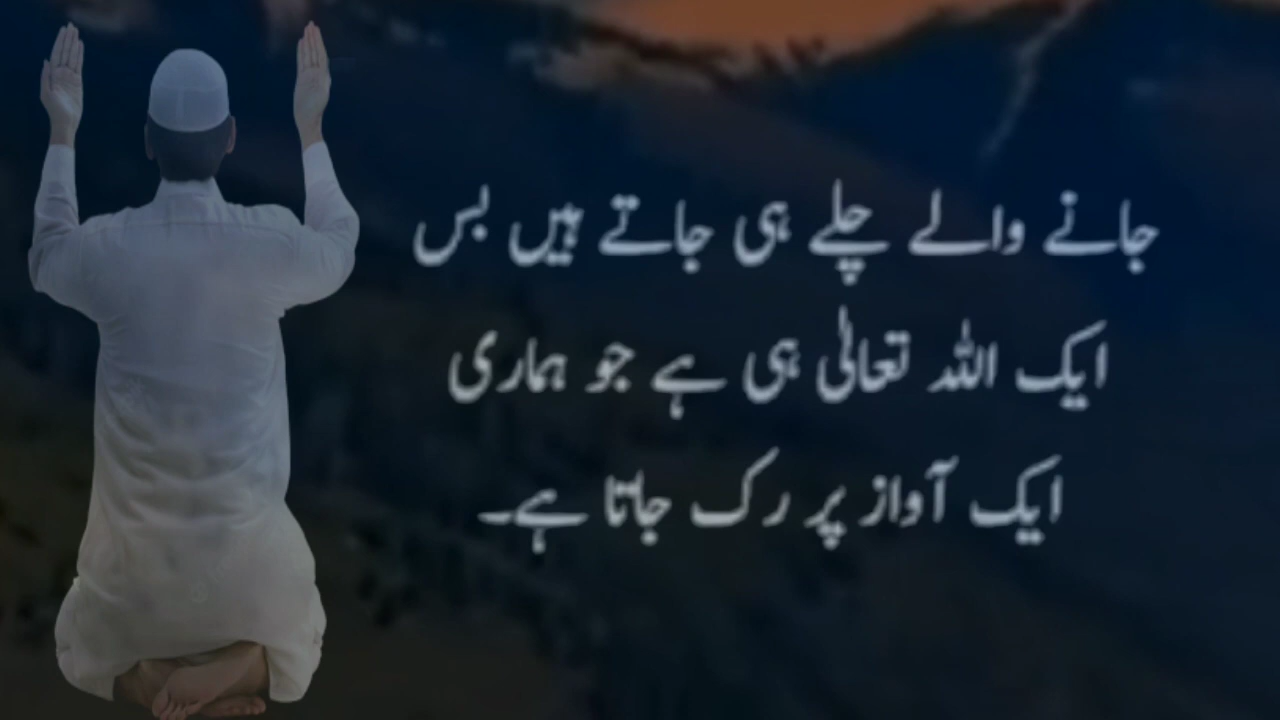 جانے والے چلے ہی جاتے ہیں بس
ایک اللہ تعالٰی ہی ہے جو ہماری
ایک آواز پر رک جاتا ہے۔